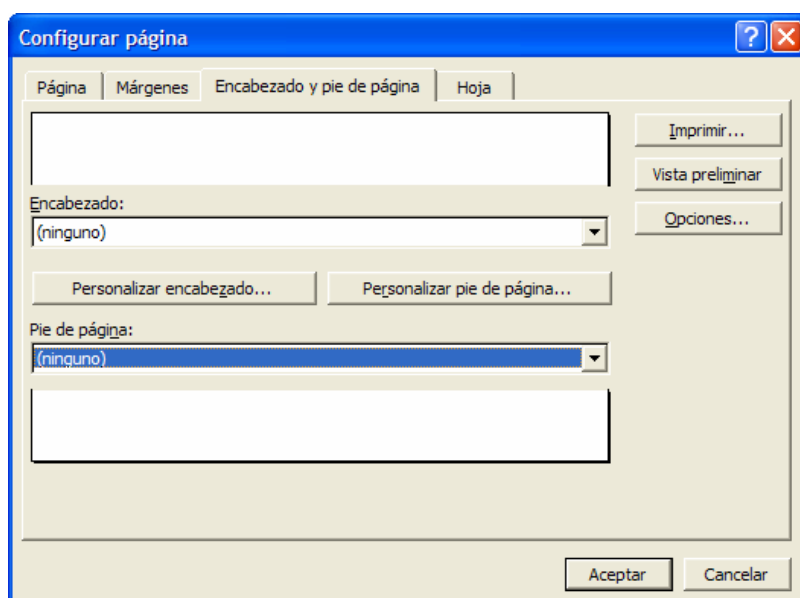 Configurar página
Página Márgenes Encabezado y pie de página Hoja
Imprimir...
Vista preliminar
Encabezado:
Opciones...
(ninguno)
Personalizar encabezado... Personalizar pie de página...
Pie de página:
(ninguno)
Aceptar Cancelar